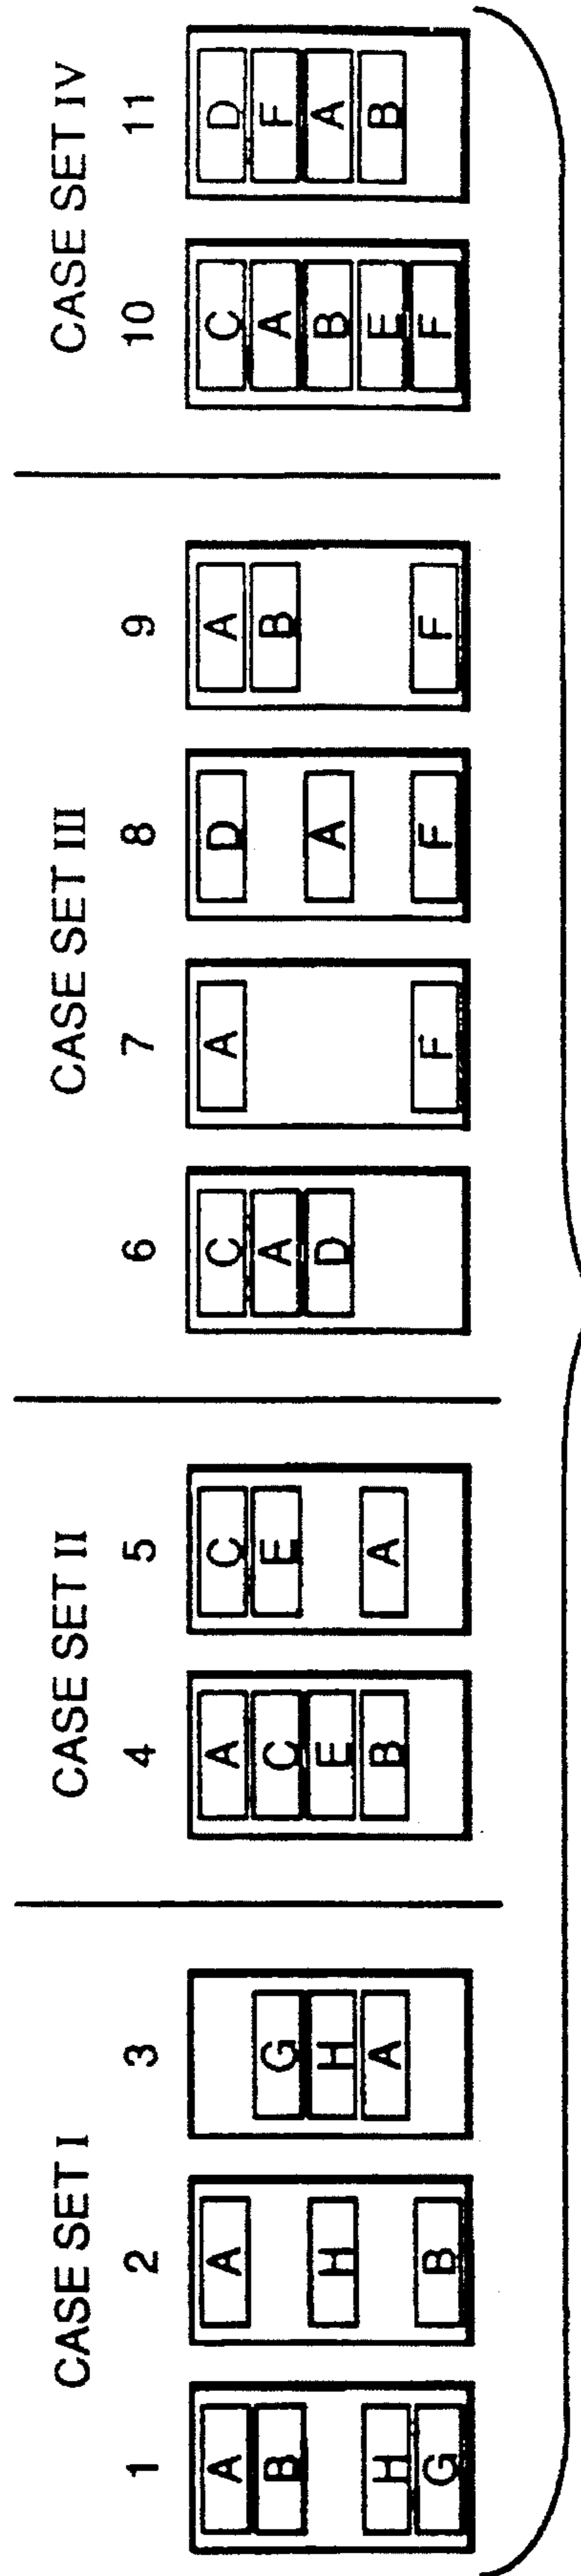 CASE SET I
1
A
B
H
G
2
A
H
B
3
G
H
A
CASE SET II
4
A
C
E
B
5
C
E
A
CASE SET III
6
C
A
D
7
A
F
8
D
A
F
9
A
B
F
CASE SET IV
10
C
A
B
E
F
11
D
F
A
B